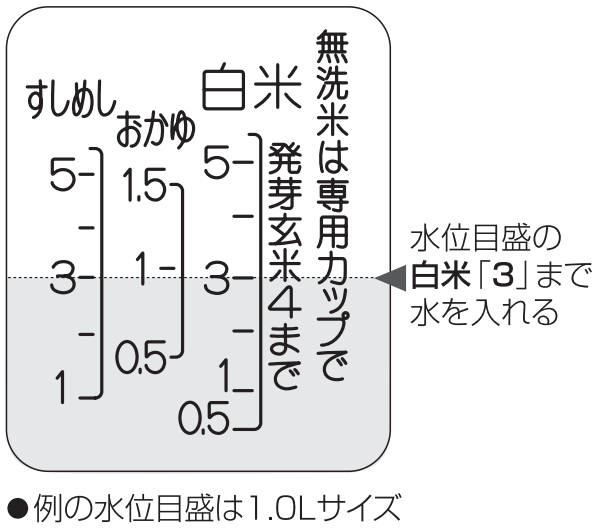 すしめし
5
3
1
おかゆ
1.5
1
0.5
白米
5
3
1
0.5
発芽玄米4まで
無洗米は専用カップで
水位目盛の
白米「3」まで
水を入れる
●例の水位目盛は1.0Lサイズ